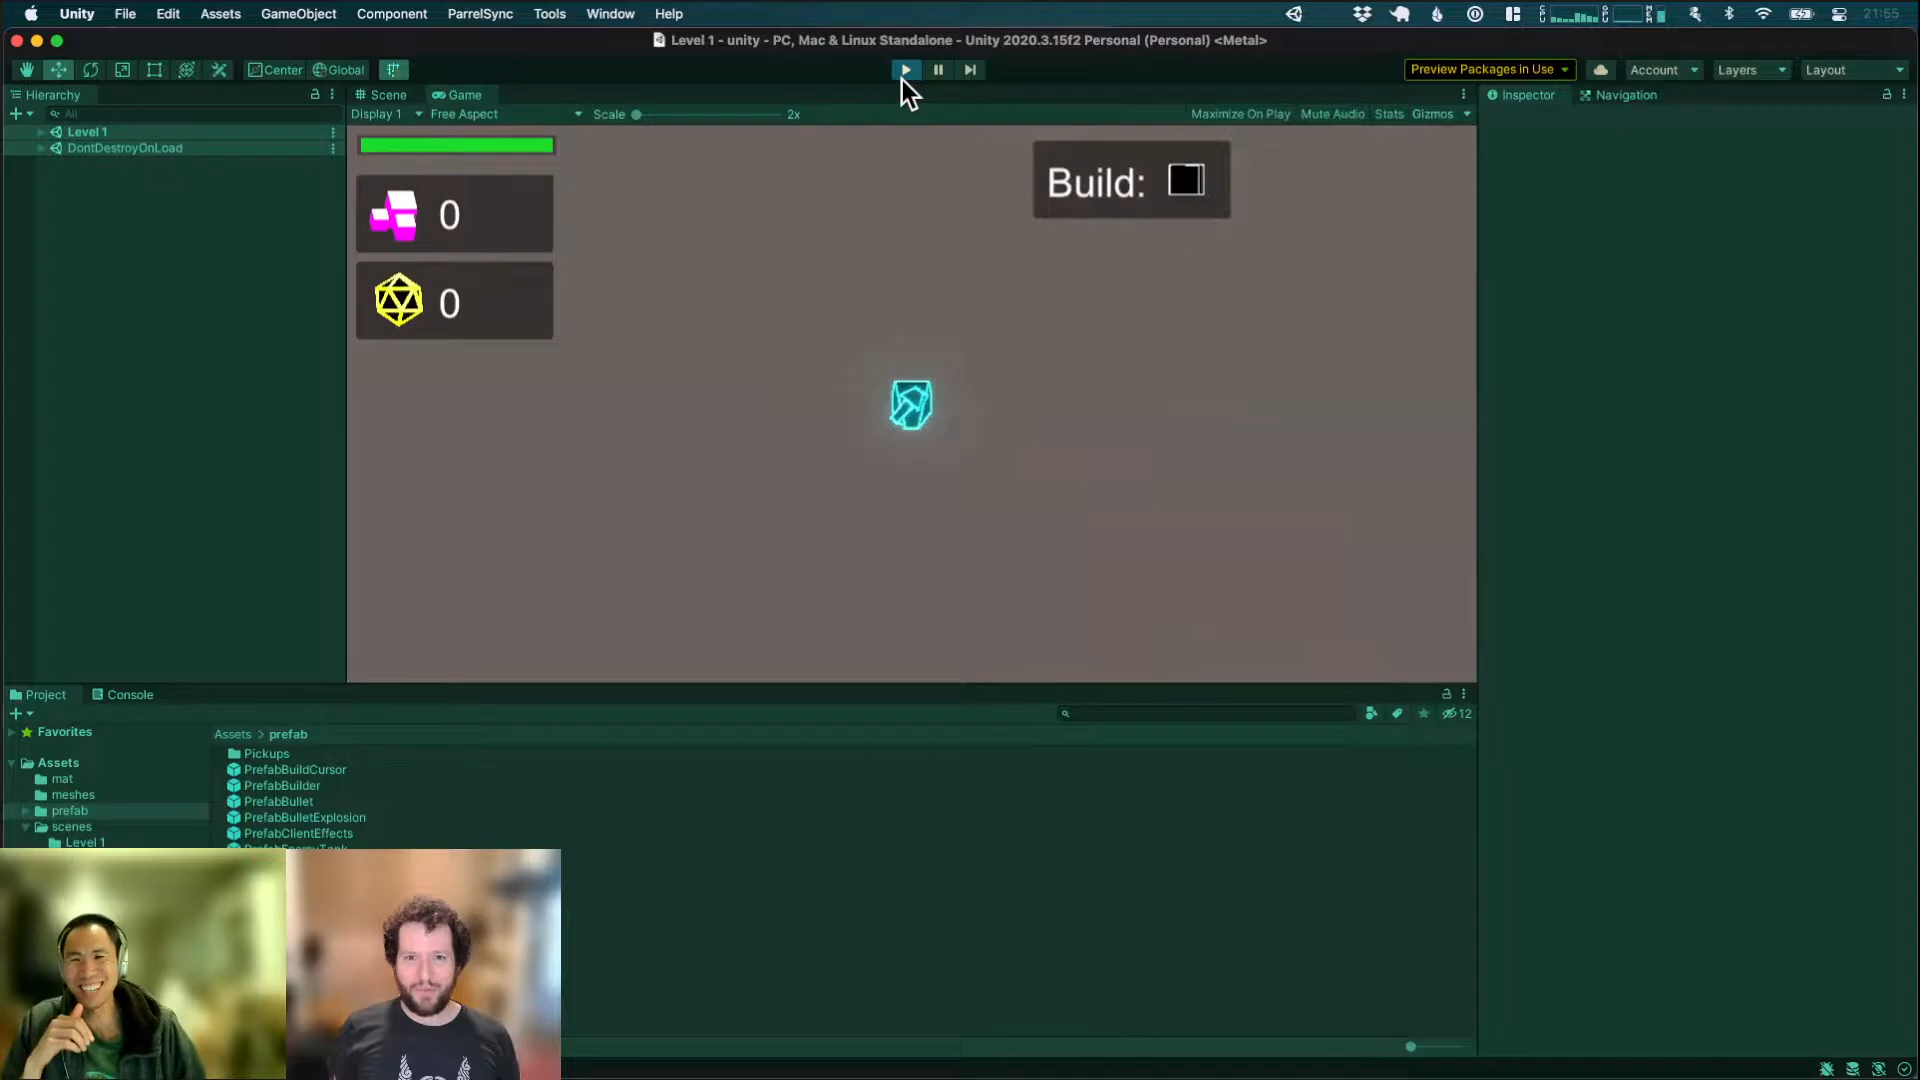 Unity File Edit Assets GameObject Component ParrelSync Tools Window Help 21:55
Level 1 - unity - PC, Mac & Linux Standalone - Unity 2020.3.15f2 Personal (Personal) <Metal>
Center Global Preview Packages in Use Account Layers Layout
Hierarchy Scene Game Inspector Navigation
All Display 1 Free Aspect Scale 2x Maximize On Play Mute Audio Stats Gizmos
Level 1
DontDestroyOnLoad
Build:
0
0
Project Console
12
Favorites Assets > prefab
Pickups
Assets
PrefabBuildCursor
mat
PrefabBuilder
meshes
PrefabBullet
prefab
PrefabBulletExplosion
scenes
PrefabClientEffects
Level 1
PrefabEnemyTank